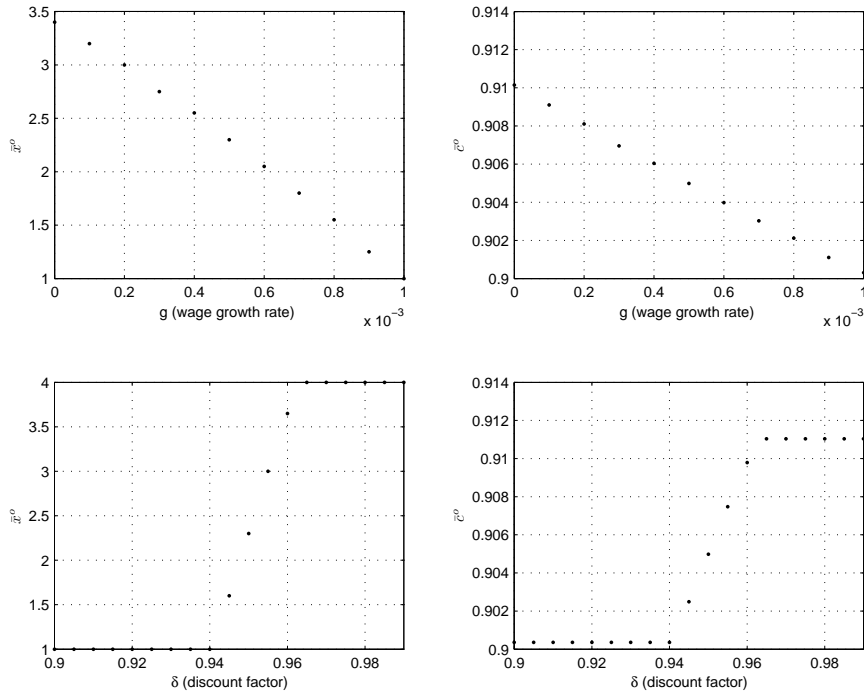 3.5
3
2.5
2
1.5
1
x̄ᵒ
0 0.2 0.4 0.6 0.8 1
g (wage growth rate)
x 10⁻³
0.914
0.912
0.91
0.908
0.906
0.904
0.902
0.9
c̄ᵒ
0 0.2 0.4 0.6 0.8 1
g (wage growth rate)
x 10⁻³
4
3.5
3
2.5
2
1.5
1
x̄ᵒ
0.9 0.92 0.94 0.96 0.98
δ (discount factor)
0.914
0.912
0.91
0.908
0.906
0.904
0.902
0.9
c̄ᵒ
0.9 0.92 0.94 0.96 0.98
δ (discount factor)